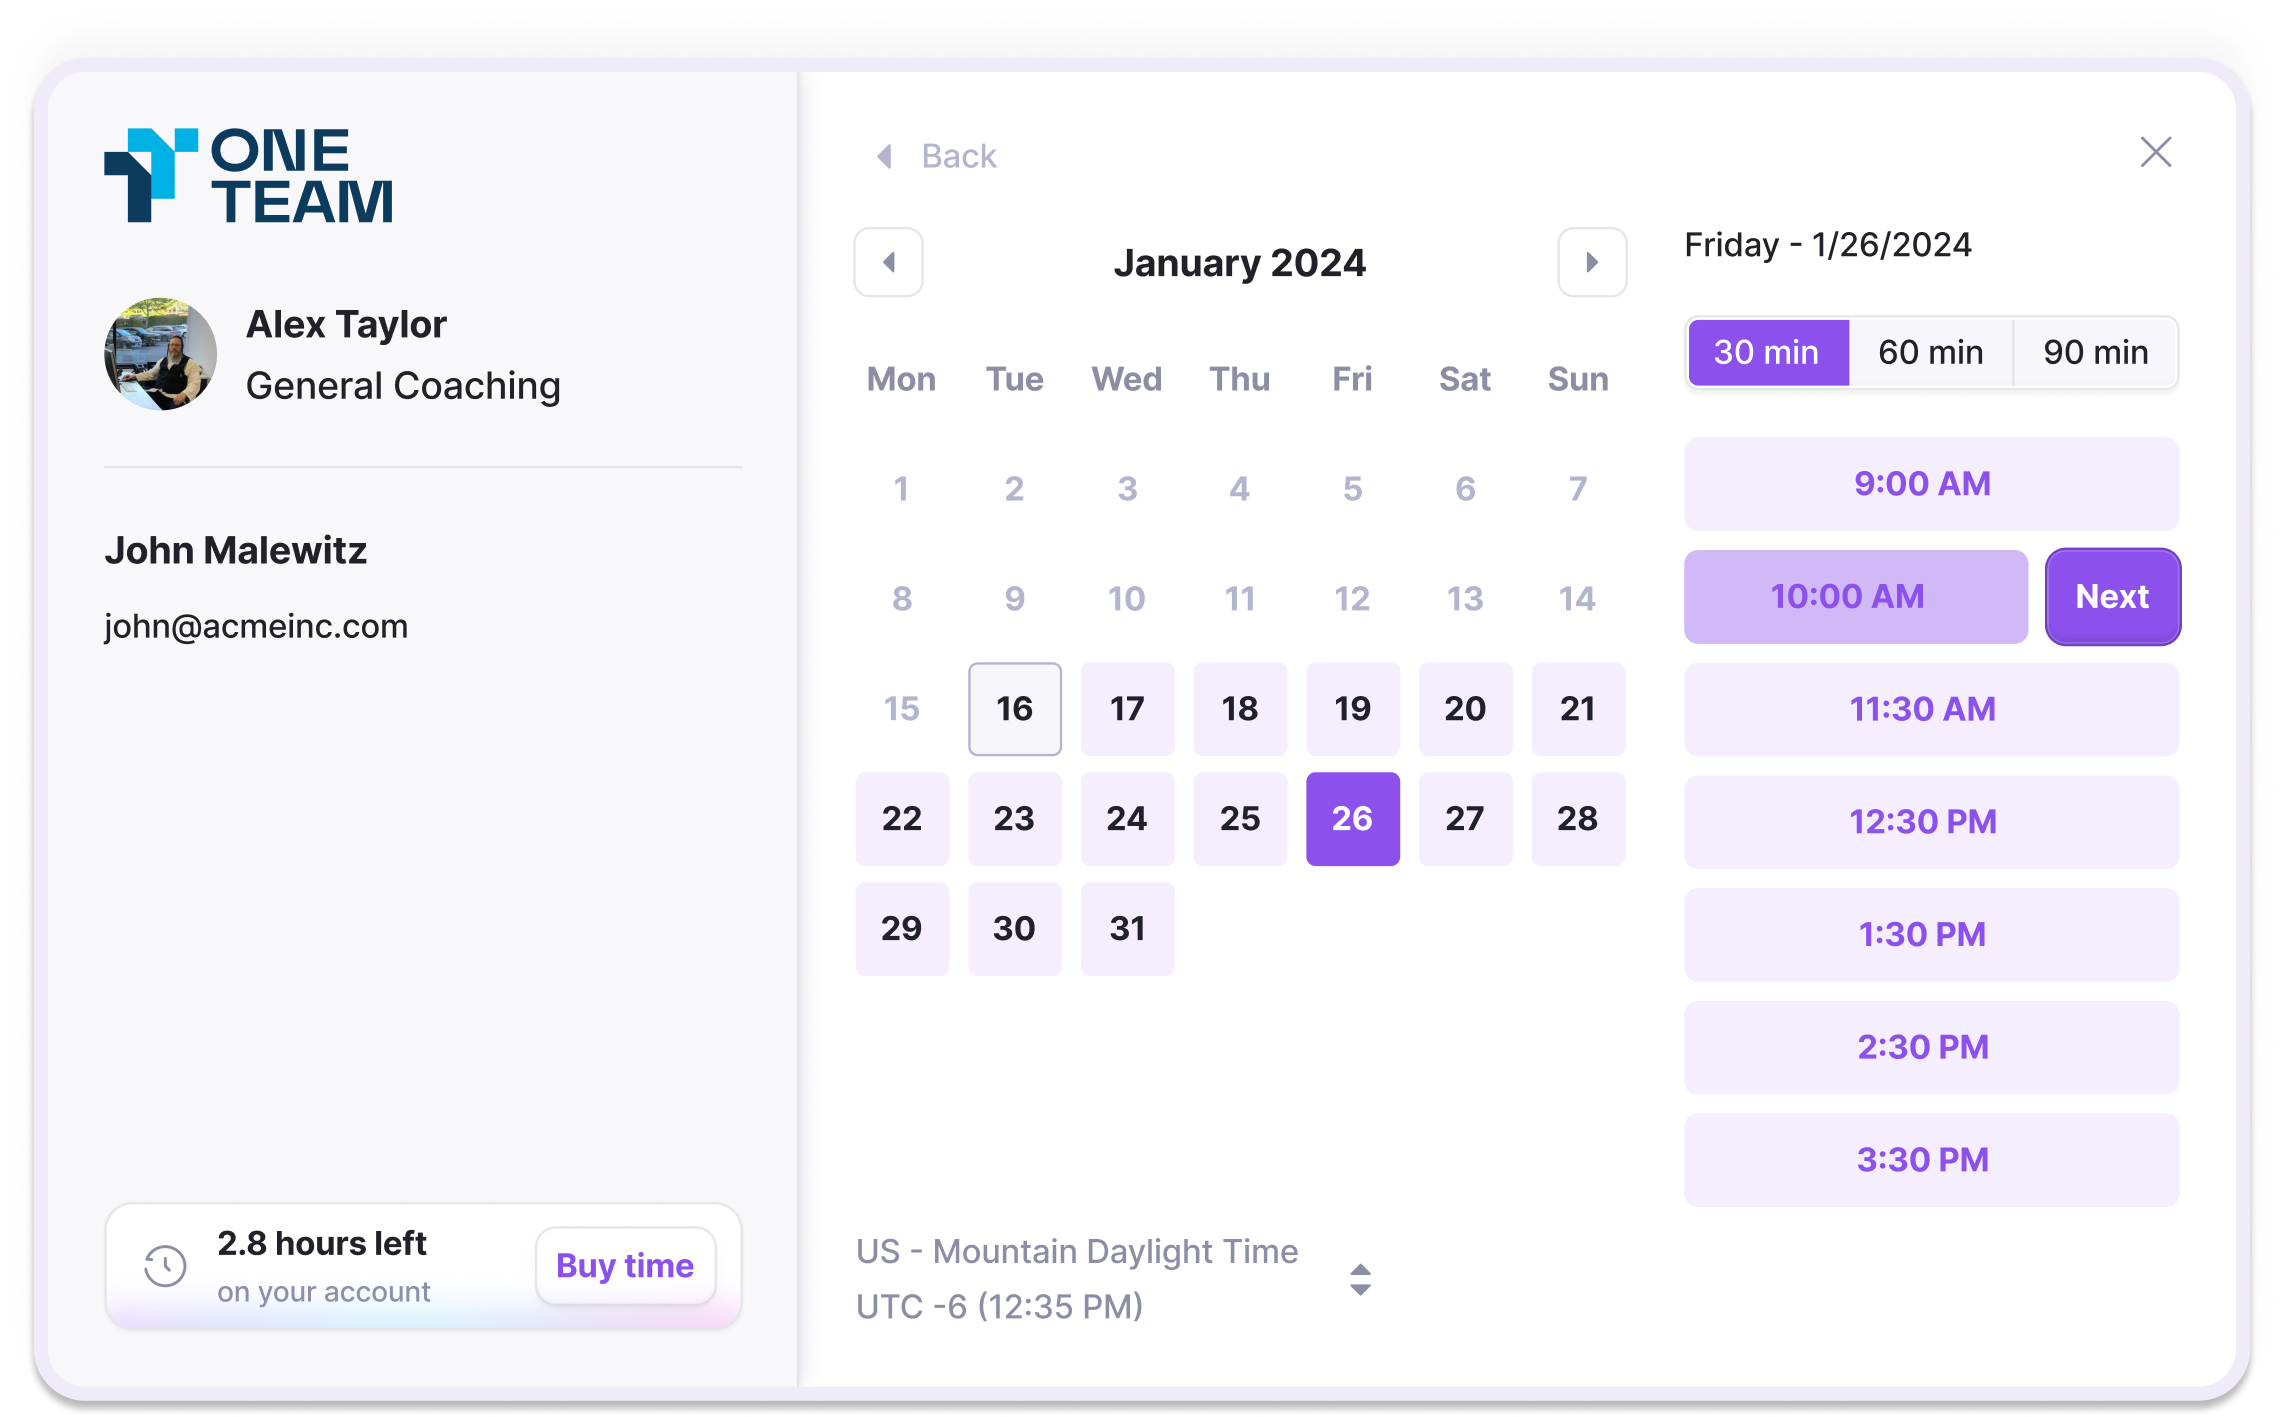 ONE
TEAM
Alex Taylor
General Coaching
John Malewitz
john@acmeinc.com
2.8 hours left
on your account
Buy time
Back
January 2024
Mon Tue Wed Thu Fri Sat Sun
1 2 3 4 5 6 7
8 9 10 11 12 13 14
15 16 17 18 19 20 21
22 23 24 25 26 27 28
29 30 31
US - Mountain Daylight Time
UTC -6 (12:35 PM)
Friday - 1/26/2024
30 min 60 min 90 min
9:00 AM
10:00 AM Next
11:30 AM
12:30 PM
1:30 PM
2:30 PM
3:30 PM